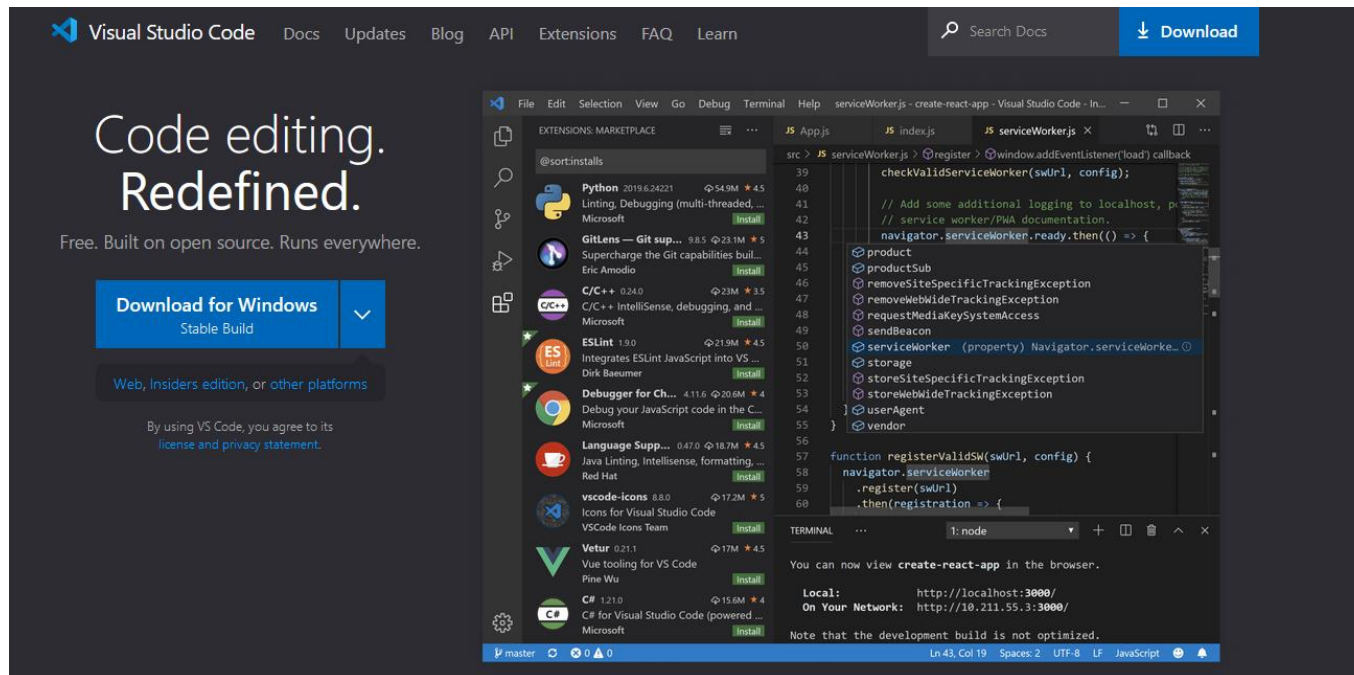 Visual Studio Code Docs Updates Blog API Extensions FAQ Learn Search Docs Download
Code editing.
Redefined.
Free. Built on open source. Runs everywhere.
Download for Windows
Stable Build
Web, Insiders edition, or other platforms
By using VS Code, you agree to its
license and privacy statement.
File Edit Selection View Go Debug Terminal Help serviceWorker.js - create-react-app - Visual Studio Code - In...
EXTENSIONS: MARKETPLACE
@sort:installs
Python 2019.6.24221 54.9M ★ 4.5
Linting, Debugging (multi-threaded, ...
Microsoft Install
GitLens — Git sup... 9.8.5 23.1M ★ 5
Supercharge the Git capabilities buil...
Eric Amodio Install
C/C++ 0.24.0 23M ★ 3.5
C/C++ IntelliSense, debugging, and ...
Microsoft Install
ESLint 1.9.0 21.9M ★ 4.5
Integrates ESLint JavaScript into VS ...
Dirk Baeumer Install
Debugger for Ch... 4.11.6 20.6M ★ 4
Debug your JavaScript code in the C...
Microsoft Install
Language Supp... 0.47.0 18.7M ★ 4.5
Java Linting, Intellisense, formatting, ...
Red Hat Install
vscode-icons 8.8.0 17.2M ★ 5
Icons for Visual Studio Code
VSCode Icons Team Install
Vetur 0.21.1 17M ★ 4.5
Vue tooling for VS Code
Pine Wu Install
C# 1.21.0 15.6M ★ 4
C# for Visual Studio Code (powered ...
Microsoft Install
C/C++
ES
Lint
C#
JS App.js JS index.js JS serviceWorker.js
src > JS serviceWorker.js > register > window.addEventListener('load') callback
39 checkValidServiceWorker(swUrl, config);
40
41 // Add some additional logging to localhost, p
42 // service worker/PWA documentation.
43 navigator.serviceWorker.ready.then(() => {
44 product
45 productSub
46 removeSiteSpecificTrackingException
47 removeWebWideTrackingException
48 requestMediaKeySystemAccess
49 sendBeacon
50 serviceWorker (property) Navigator.serviceWorke...
51 storage
52 storeSiteSpecificTrackingException
53 storeWebWideTrackingException
54 } userAgent
55 } vendor
56
57 function registerValidSW(swUrl, config) {
58 navigator.serviceWorker
59 .register(swUrl)
60 .then(registration => {
TERMINAL ... 1: node
You can now view create-react-app in the browser.
Local: http://localhost:3000/
On Your Network: http://10.211.55.3:3000/
Note that the development build is not optimized.
master 0 0 Ln 43, Col 19 Spaces: 2 UTF-8 LF JavaScript